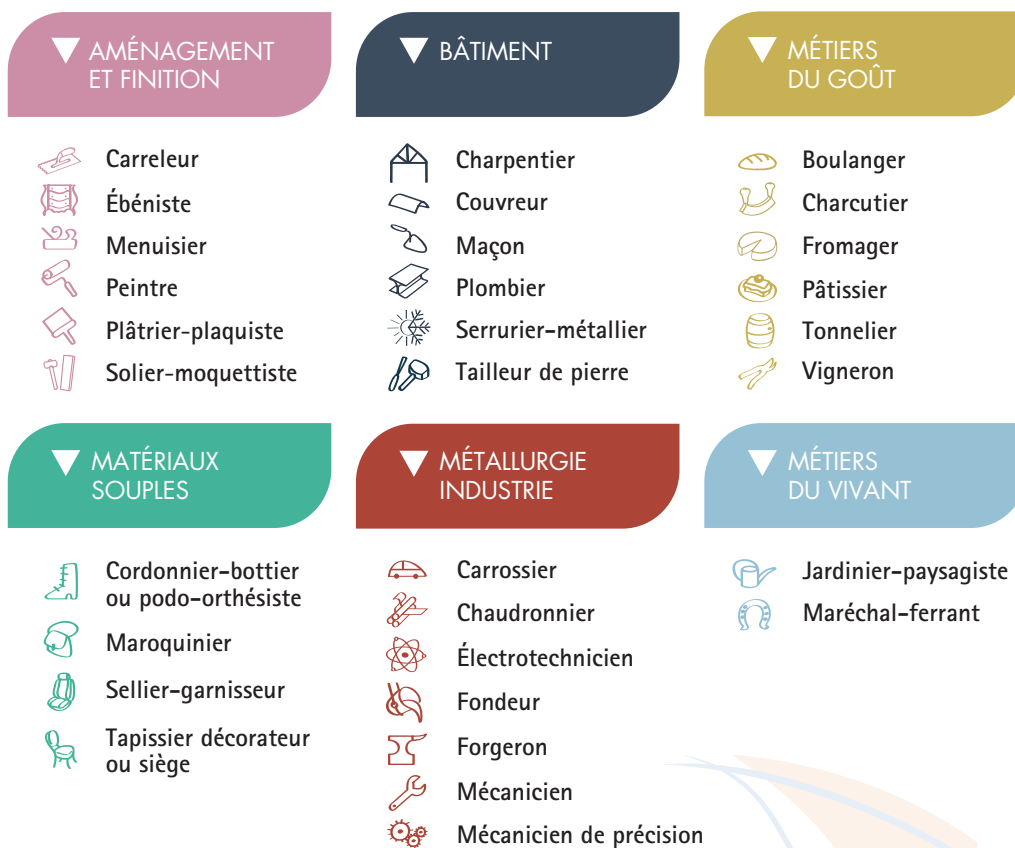 AMÉNAGEMENT
ET FINITION
Carreleur
Ébéniste
Menuisier
Peintre
Plâtrier-plaquiste
Solier-moquettiste
BÂTIMENT
Charpentier
Couvreur
Maçon
Plombier
Serrurier-métallier
Tailleur de pierre
MÉTIERS
DU GOÛT
Boulanger
Charcutier
Fromager
Pâtissier
Tonnelier
Vigneron
MATÉRIAUX
SOUPLES
Cordonnier-bottier
ou podo-orthésiste
Maroquinier
Sellier-garnisseur
Tapissier décorateur
ou siège
MÉTALLURGIE
INDUSTRIE
Carrossier
Chaudronnier
Électrotechnicien
Fondeur
Forgeron
Mécanicien
Mécanicien de précision
MÉTIERS
DU VIVANT
Jardinier-paysagiste
Maréchal-ferrant